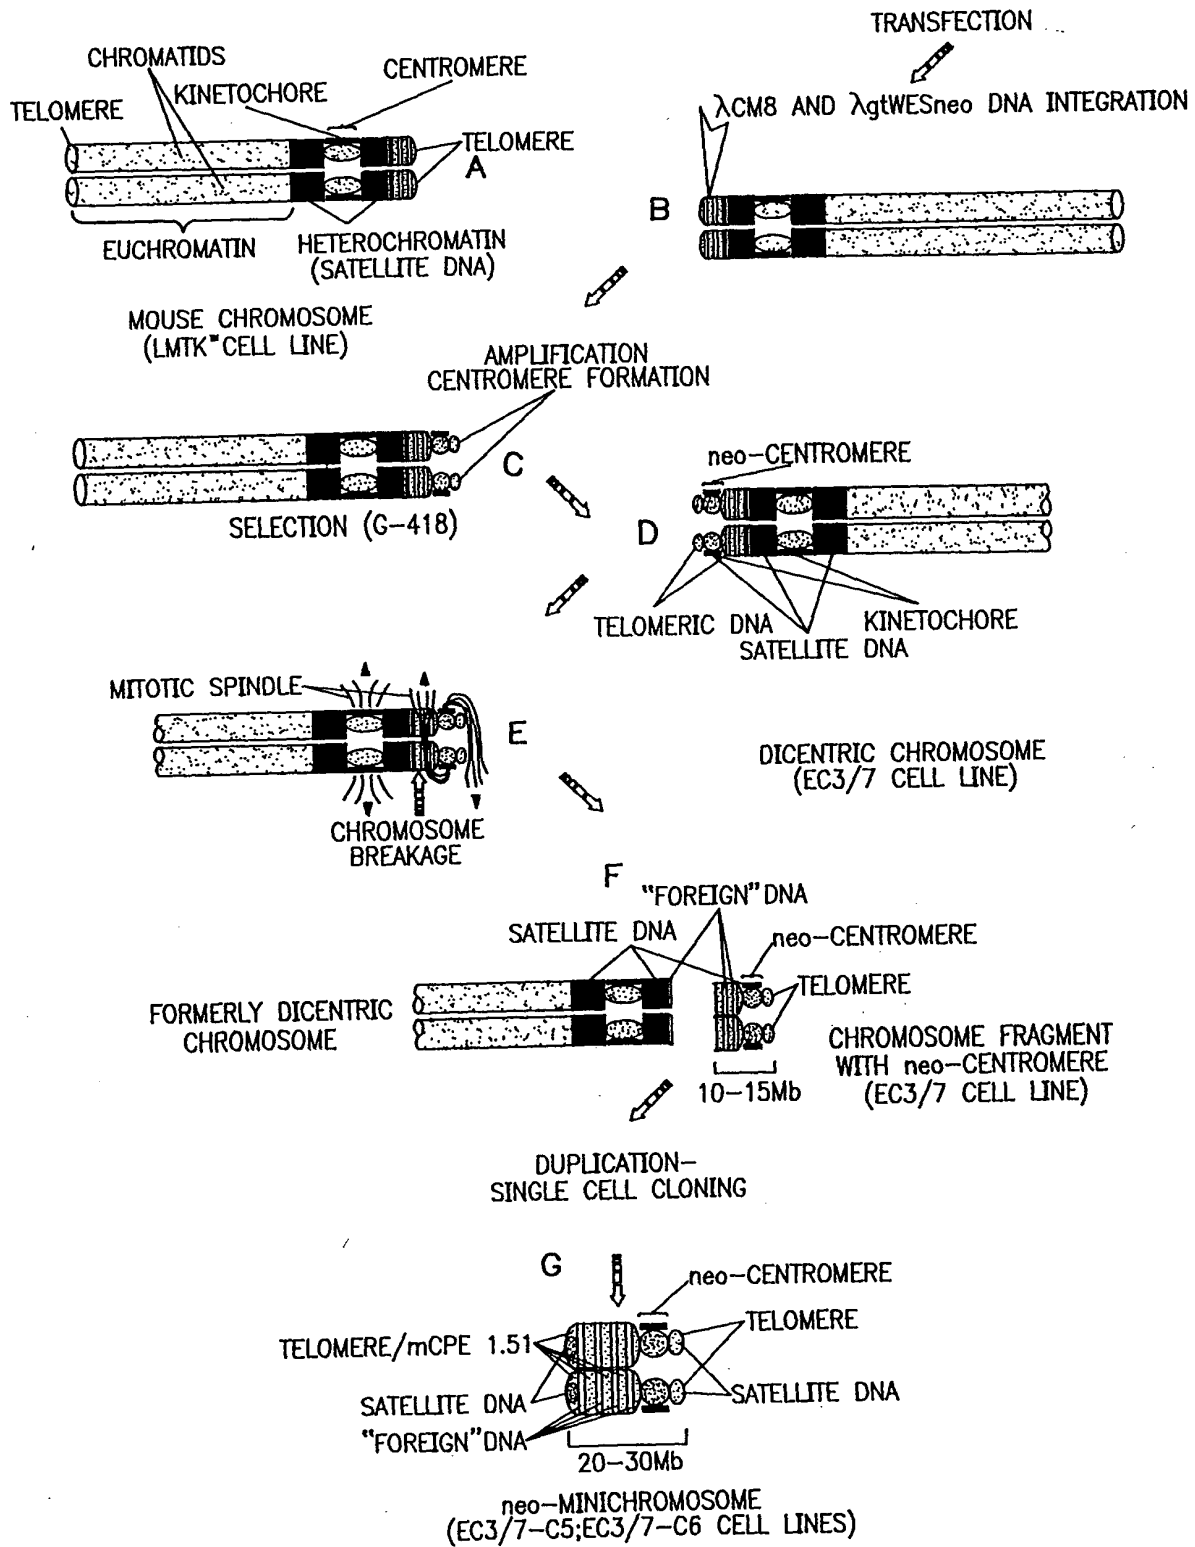 TRANSFECTION
CHROMATIDS
CENTROMERE
KINETOCHORE
TELOMERE
λCM8 AND λgtWESneo DNA INTEGRATION
TELOMERE
A
B
EUCHROMATIN
HETEROCHROMATIN
(SATELLITE DNA)
MOUSE CHROMOSOME
(LMTK⁻ CELL LINE)
AMPLIFICATION
CENTROMERE FORMATION
C
neo-CENTROMERE
SELECTION (G-418)
D
TELOMERIC DNA
KINETOCHORE
SATELLITE DNA
MITOTIC SPINDLE
E
DICENTRIC CHROMOSOME
(EC3/7 CELL LINE)
CHROMOSOME
BREAKAGE
F
"FOREIGN" DNA
SATELLITE DNA
neo-CENTROMERE
TELOMERE
FORMERLY DICENTRIC
CHROMOSOME
CHROMOSOME FRAGMENT
WITH neo-CENTROMERE
(EC3/7 CELL LINE)
10-15Mb
DUPLICATION-
SINGLE CELL CLONING
G
neo-CENTROMERE
TELOMERE
TELOMERE/mCPE 1.51
SATELLITE DNA
SATELLITE DNA
"FOREIGN" DNA
20-30Mb
neo-MINICHROMOSOME
(EC3/7-C5;EC3/7-C6 CELL LINES)